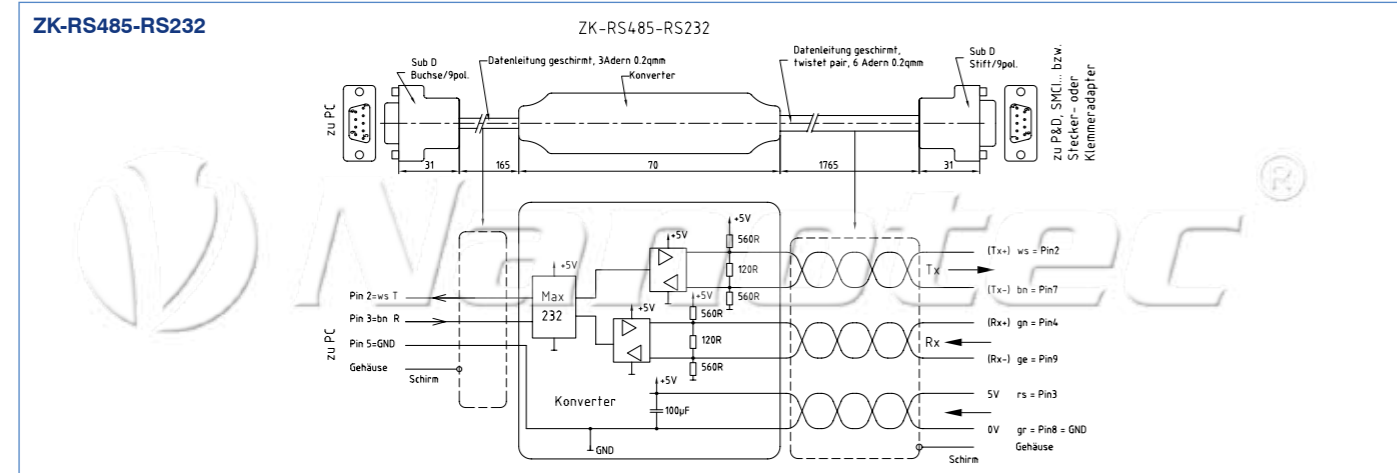 ZK-RS485-RS232
ZK-RS485-RS232
Sub D
Buchse/9pol.
Datenleitung geschirmt, 3Adern 0.2qmm
Konverter
Datenleitung geschirmt,
twistet pair, 6 Adern 0.2qmm
Sub D
Stift/9pol.
zu PC
zu P&D, SMCI... bzw.
Stecker- oder
Klemmeradapter
31
165
70
1765
31
Nanotec®
+5V
560R
+5V
120R
+5V
560R
+5V
Max
232
+5V
560R
120R
560R
Pin 2=ws T
Pin 3=bn R
Pin 5=GND
Gehäuse
Schirm
zu PC
+5V
Konverter
100µF
GND
(Tx+) ws = Pin2
Tx
(Tx-) bn = Pin7
(Rx+) gn = Pin4
Rx
(Rx-) ge = Pin9
5V rs = Pin3
0V gr = Pin8 = GND
Gehäuse
Schirm